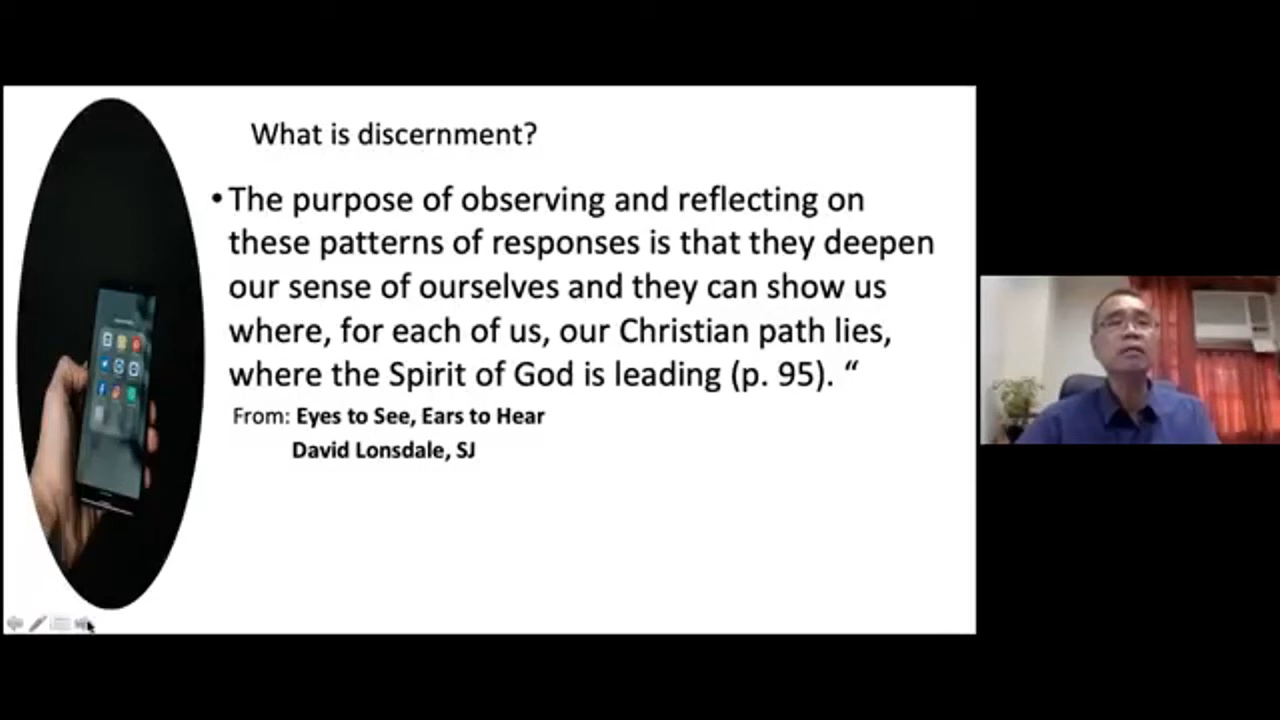 What is discernment?
• The purpose of observing and reflecting on
these patterns of responses is that they deepen
our sense of ourselves and they can show us
where, for each of us, our Christian path lies,
where the Spirit of God is leading (p. 95). “
From: Eyes to See, Ears to Hear
David Lonsdale, SJ